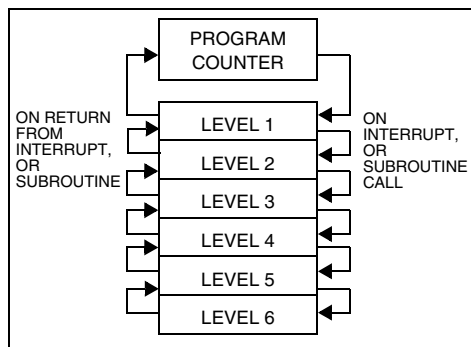 PROGRAM
COUNTER
ON RETURN
FROM
INTERRUPT,
OR
SUBROUTINE
ON
INTERRUPT,
OR
SUBROUTINE
CALL
LEVEL 1
LEVEL 2
LEVEL 3
LEVEL 4
LEVEL 5
LEVEL 6